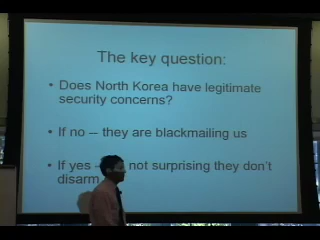 The key question:
• Does North Korea have legitimate
security concerns?
• If no -- they are blackmailing us
• If yes - not surprising they don't
disarm